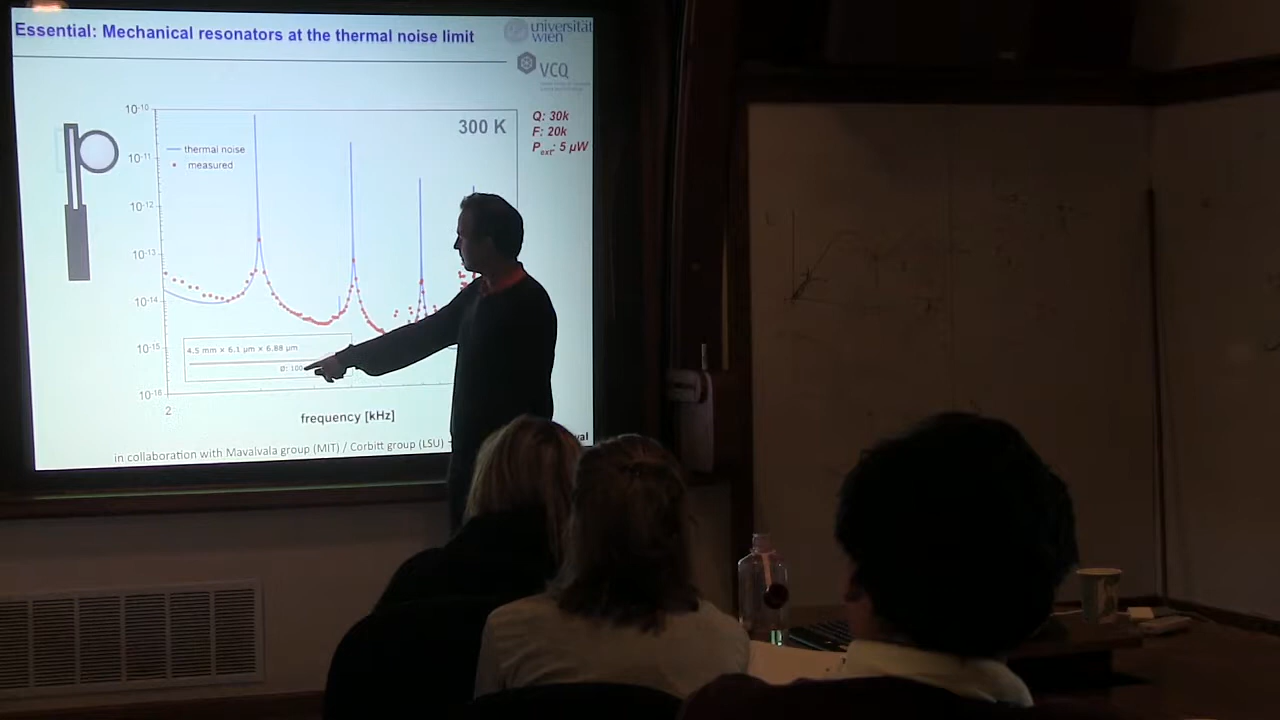 Essential: Mechanical resonators at the thermal noise limit
universität
wien
VCQ
10-10
300 K
Q: 30k
F: 20k
Pext: 5 µW
thermal noise
measured
10-11
10-12
10-13
10-14
10-15
4.5 mm × 6.1 µm × 6.88 µm
Ø: 100
10-16
2
frequency [kHz]
in collaboration with Mavalvala group (MIT) / Corbitt group (LSU)